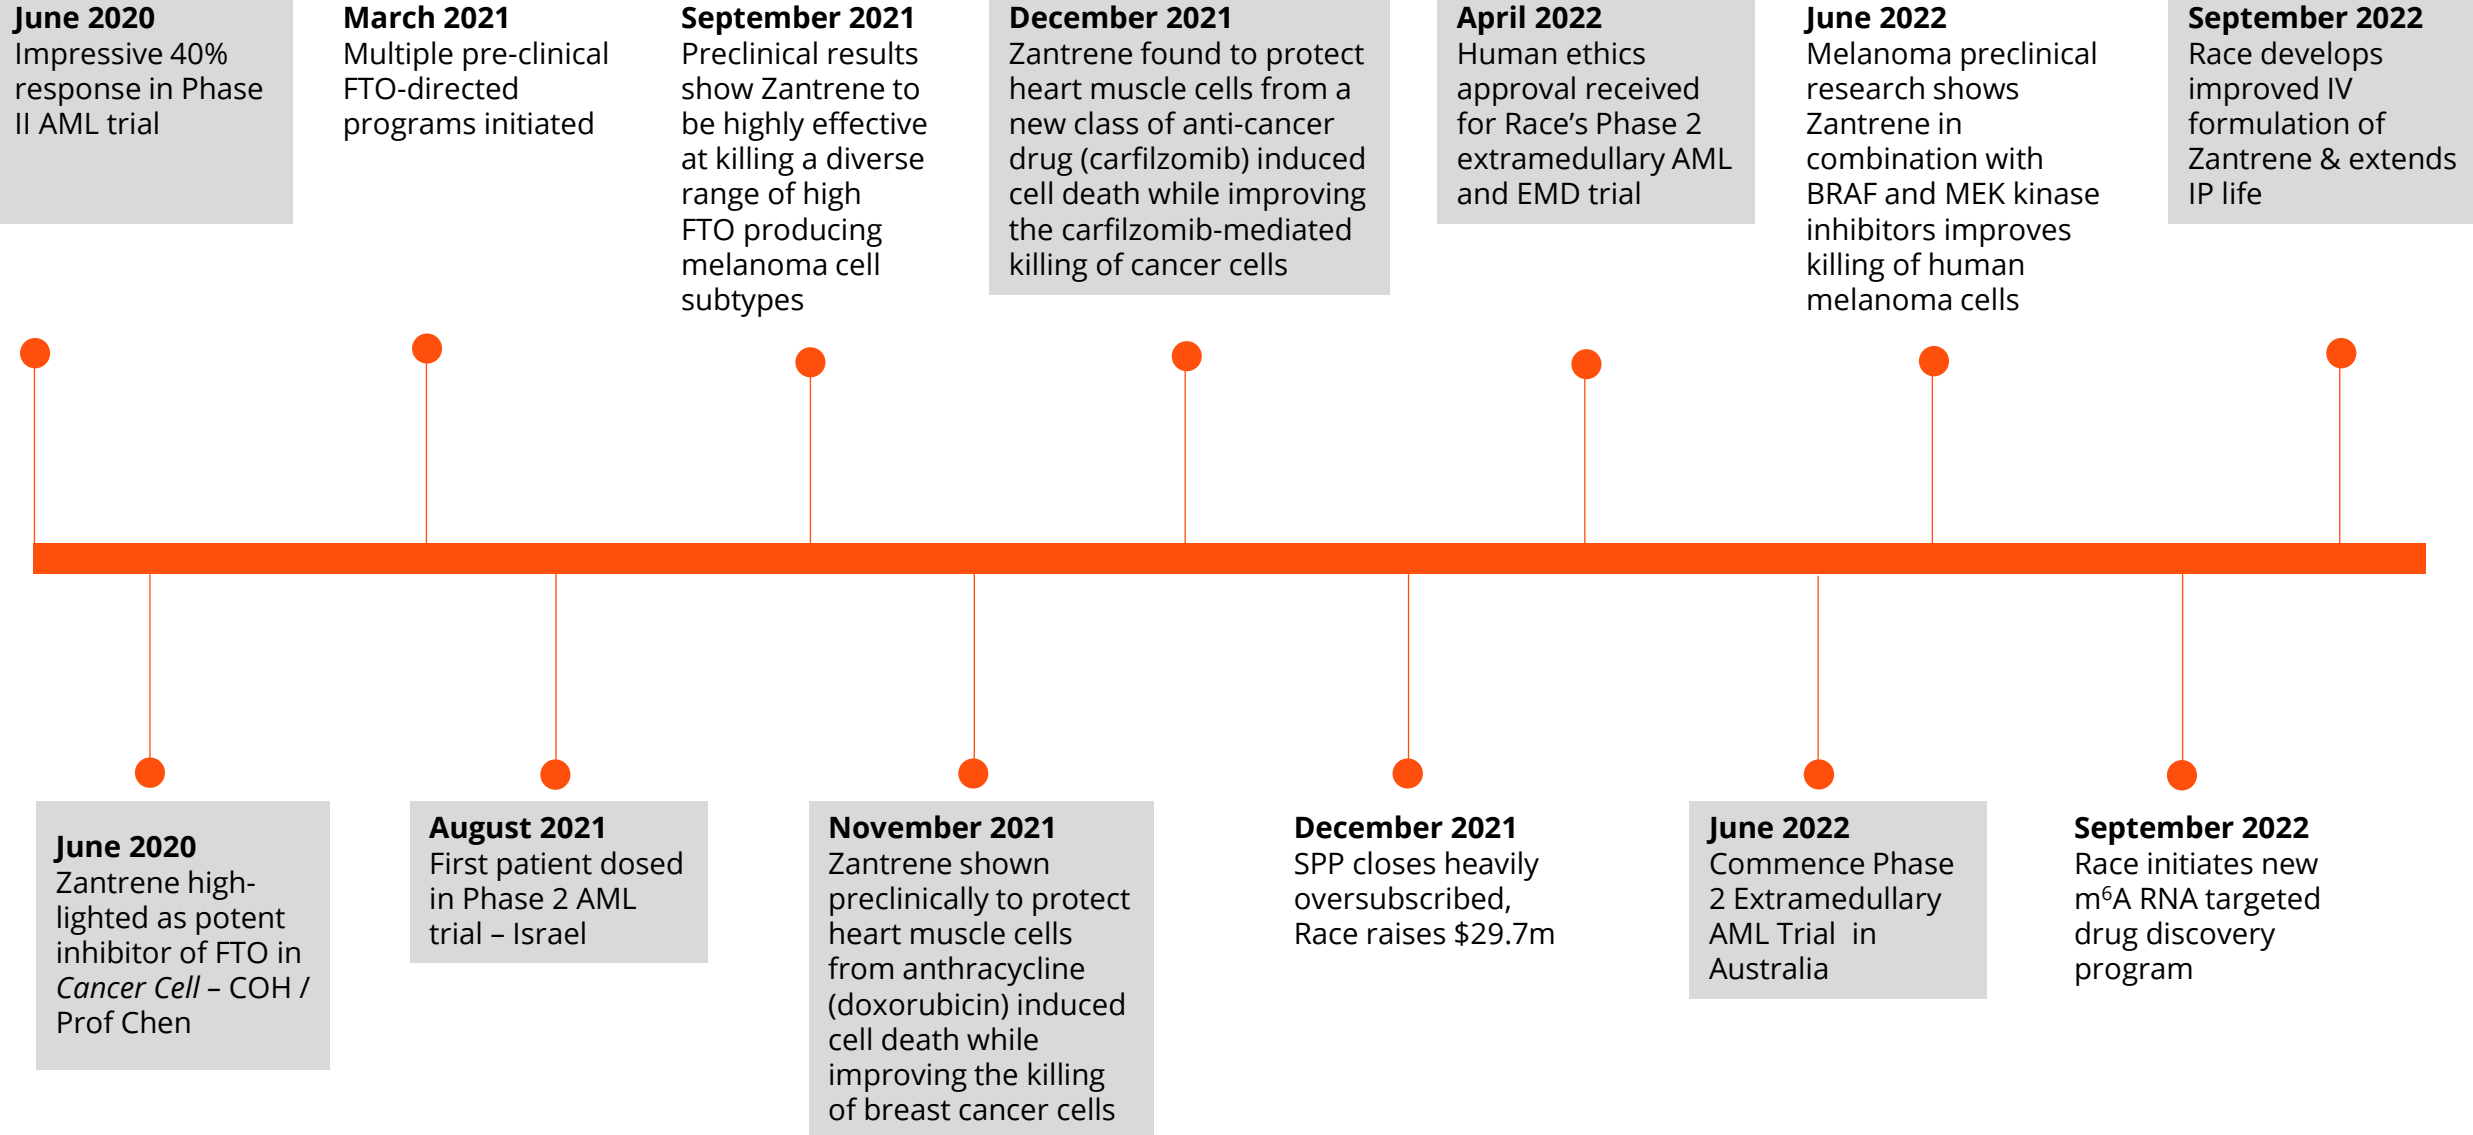 June 2020
Impressive 40%
response in Phase
II AML trial
March 2021
Multiple pre-clinical
FTO-directed
programs initiated
September 2021
Preclinical results
show Zantrene to
be highly effective
at killing a diverse
range of high
FTO producing
melanoma cell
subtypes
December 2021
Zantrene found to protect
heart muscle cells from a
new class of anti-cancer
drug (carfilzomib) induced
cell death while improving
the carfilzomib-mediated
killing of cancer cells
April 2022
Human ethics
approval received
for Race’s Phase 2
extramedullary AML
and EMD trial
June 2022
Melanoma preclinical
research shows
Zantrene in
combination with
BRAF and MEK kinase
inhibitors improves
killing of human
melanoma cells
September 2022
Race develops
improved IV
formulation of
Zantrene & extends
IP life
June 2020
Zantrene high-
lighted as potent
inhibitor of FTO in
Cancer Cell – COH /
Prof Chen
August 2021
First patient dosed
in Phase 2 AML
trial – Israel
November 2021
Zantrene shown
preclinically to protect
heart muscle cells
from anthracycline
(doxorubicin) induced
cell death while
improving the killing
of breast cancer cells
December 2021
SPP closes heavily
oversubscribed,
Race raises $29.7m
June 2022
Commence Phase
2 Extramedullary
AML Trial in
Australia
September 2022
Race initiates new
m⁶A RNA targeted
drug discovery
program